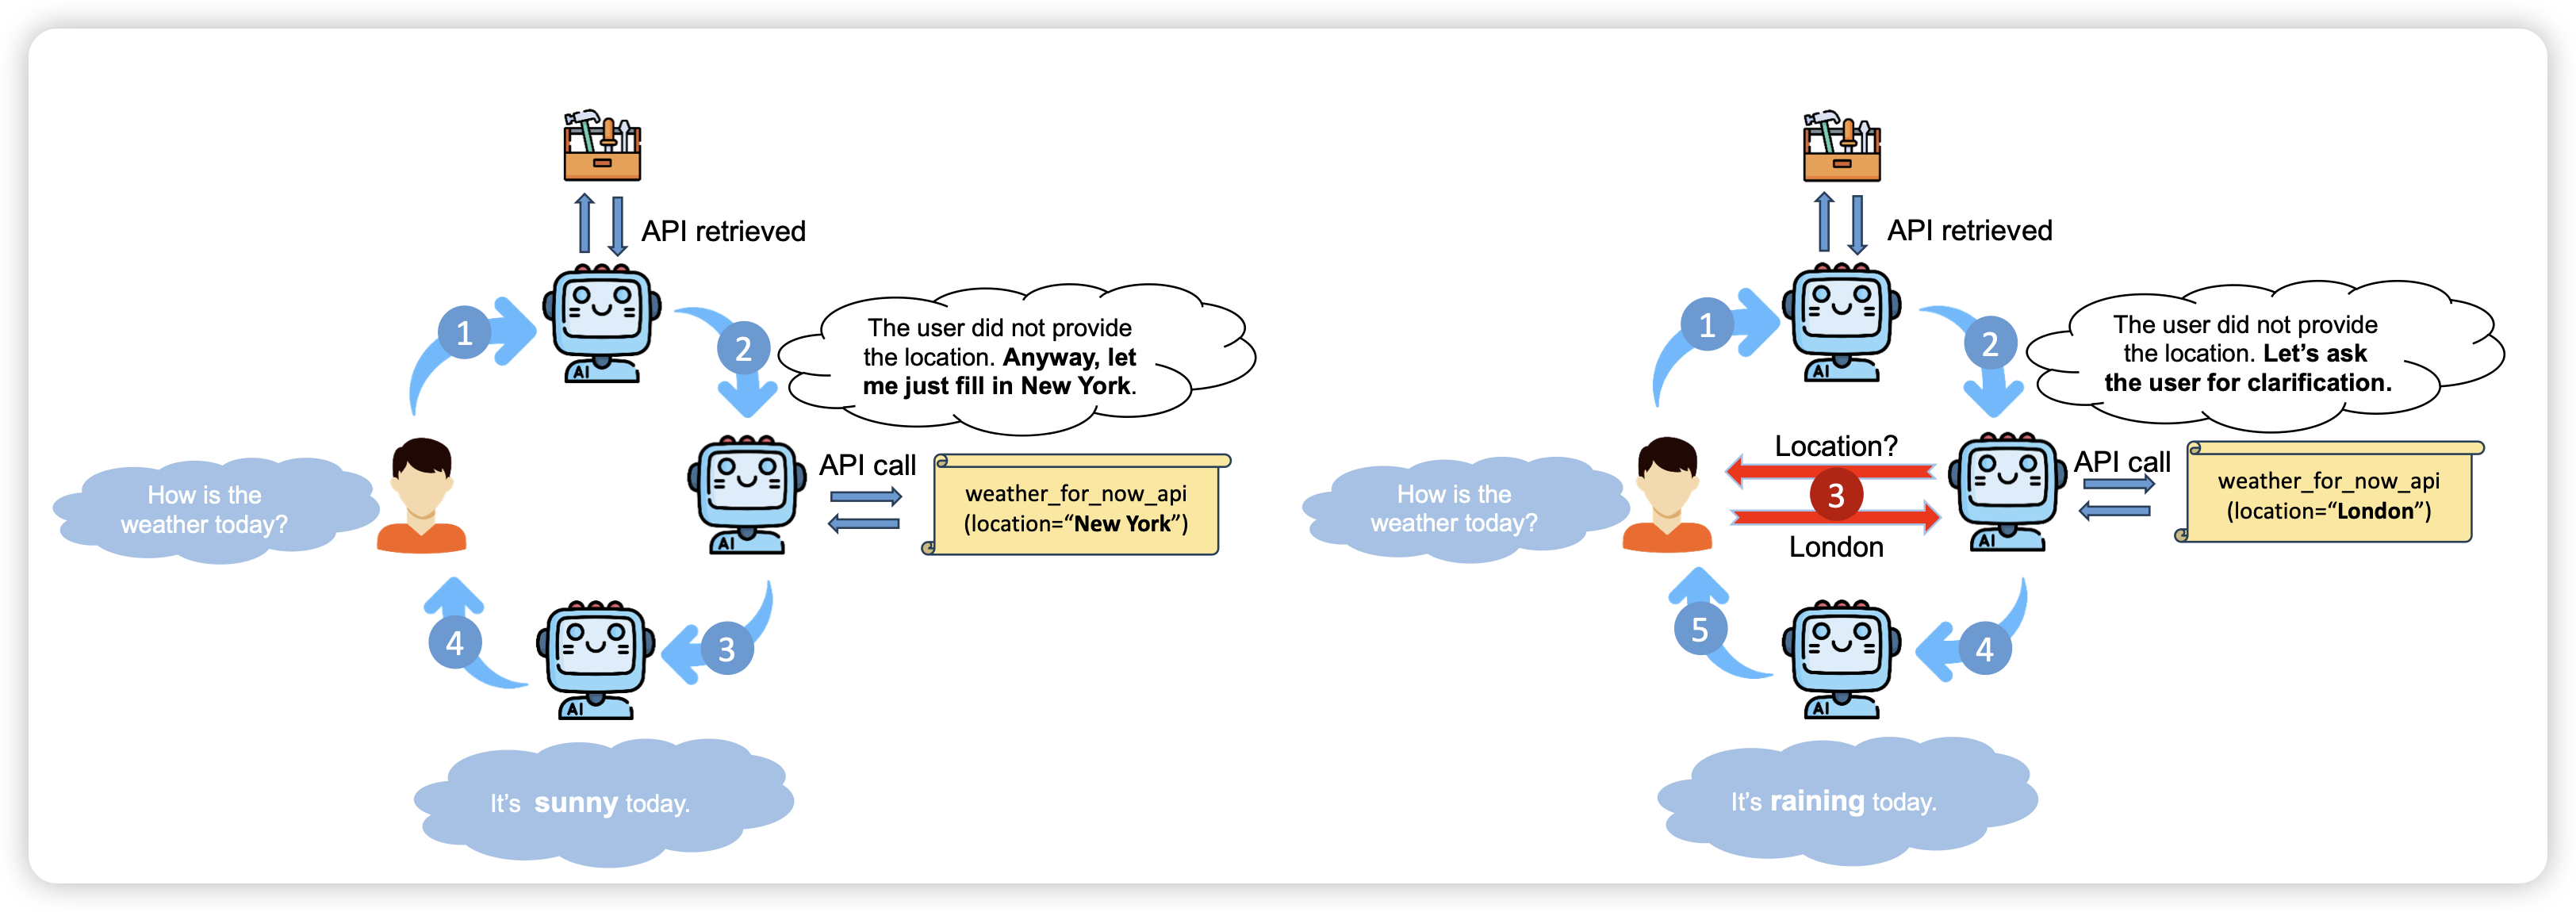 API retrieved
1
2
The user did not provide
the location. Anyway, let
me just fill in New York.
AI
How is the
weather today?
API call
weather_for_now_api
(location=“New York”)
AI
3
4
AI
It’s sunny today.
API retrieved
1
2
The user did not provide
the location. Let’s ask
the user for clarification.
AI
How is the
weather today?
Location?
3
London
API call
weather_for_now_api
(location=“London”)
AI
4
5
AI
It’s raining today.